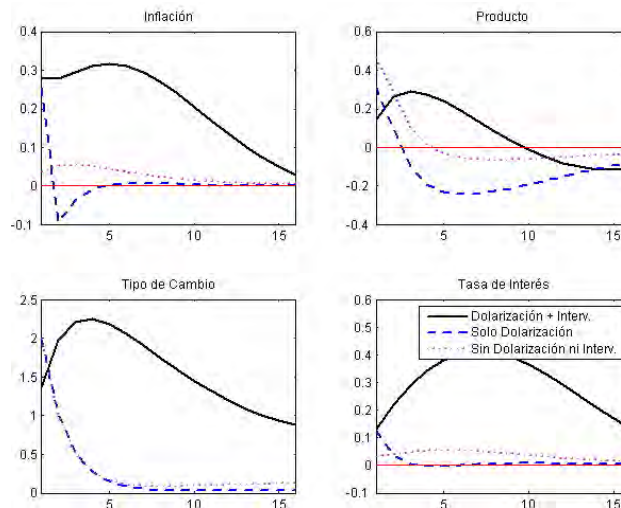 Inflación
0.4
0.3
0.2
0.1
0
-0.1
5 10 15
Producto
0.6
0.4
0.2
0
-0.2
-0.4
5 10 15
Tipo de Cambio
2.5
2
1.5
1
0.5
0
5 10 15
Tasa de Interés
0.6
0.5
0.4
0.3
0.2
0.1
0
-0.1
5 10 15
Dolarización + Interv.
Solo Dolarización
Sin Dolarización ni Interv.